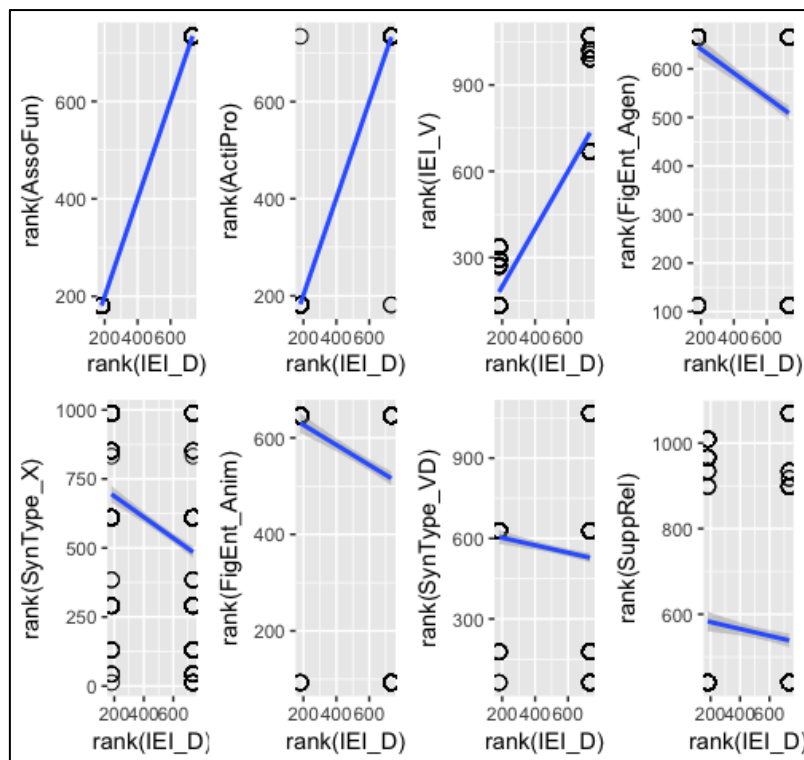 rank(AssoFun)
600
400
200
200400600
rank(IEI_D)
rank(ActiPro)
600
400
200
200400600
rank(IEI_D)
rank(IEI_V)
900
600
300
200400600
rank(IEI_D)
rank(FigEnt_Agen)
600
500
400
300
200
100
200400600
rank(IEI_D)
rank(SynType_X)
1000
750
500
250
0
200400600
rank(IEI_D)
rank(FigEnt_Anim)
600
400
200
200400600
rank(IEI_D)
rank(SynType_VD)
900
600
300
200400600
rank(IEI_D)
rank(SuppRel)
1000
800
600
200400600
rank(IEI_D)